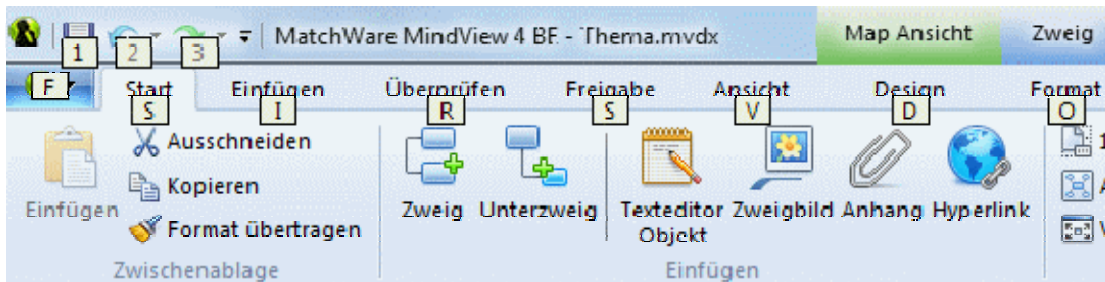 MatchWare MindView 4 BE - Thema.mvdx Map Ansicht Zweig
1 2 3
Start Einfügen Überprüfen Freigabe Ansicht Design Format
F S I R S V D O
Ausschneiden
Kopieren
Einfügen Zweig Unterzweig Texteditor Zweigbild Anhang Hyperlink
Format übertragen Objekt
Zwischenablage Einfügen